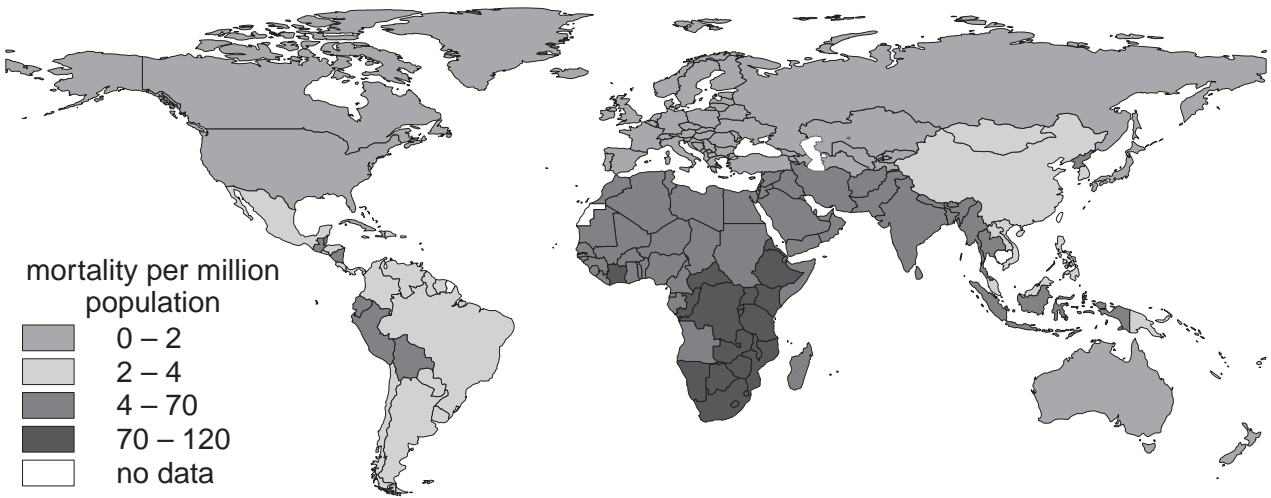 mortality per million
population
0 – 2
2 – 4
4 – 70
70 – 120
no data